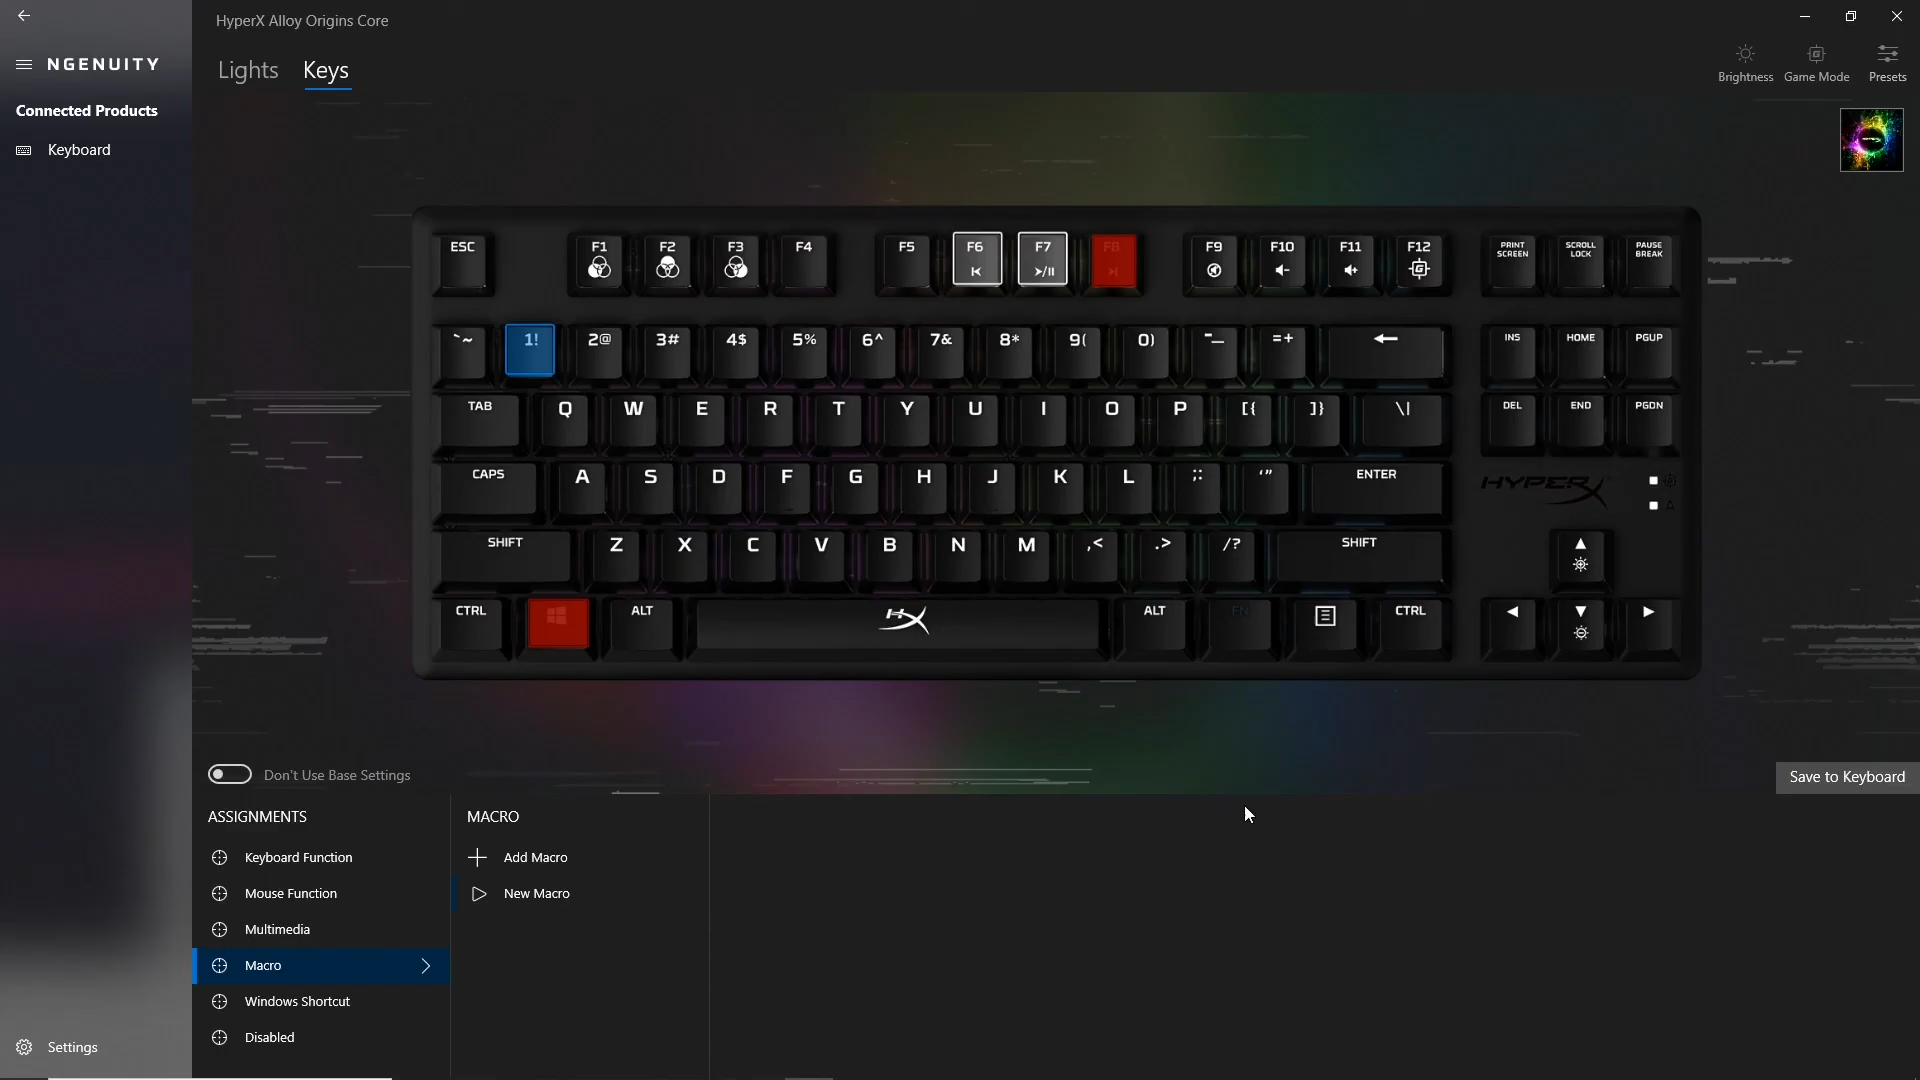 HyperX Alloy Origins Core
NGENUITY
Lights Keys
Brightness Game Mode Presets
Connected Products
Keyboard
ESC F1 F2 F3 F4 F5 F6 F7 F8 F9 F10 F11 F12 PRINT SCREEN SCROLL LOCK PAUSE BREAK
`~ 1! 2@ 3# 4$ 5% 6^ 7& 8* 9( 0) -_ =+ INS HOME PGUP
TAB Q W E R T Y U I O P [{ ]} \| DEL END PGDN
CAPS A S D F G H J K L ;: '" ENTER
HYPERX
SHIFT Z X C V B N M ,< .> /? SHIFT
CTRL ALT ALT FN CTRL
Don't Use Base Settings
Save to Keyboard
ASSIGNMENTS
Keyboard Function
Mouse Function
Multimedia
Macro
Windows Shortcut
Disabled
MACRO
Add Macro
New Macro
Settings